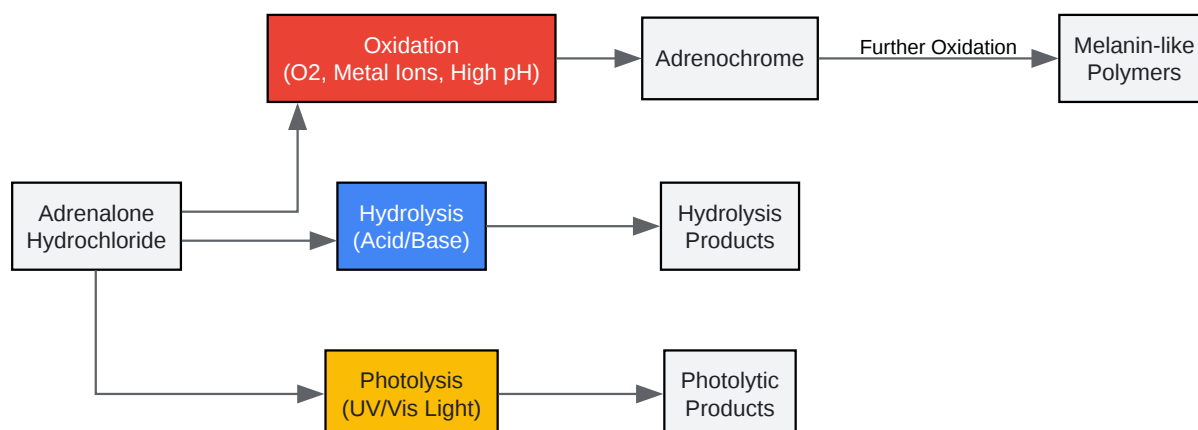 Oxidation
(O2, Metal Ions, High pH)
Adrenochrome
Further Oxidation
Melanin-like
Polymers
Adrenalone
Hydrochloride
Hydrolysis
(Acid/Base)
Hydrolysis
Products
Photolysis
(UV/Vis Light)
Photolytic
Products